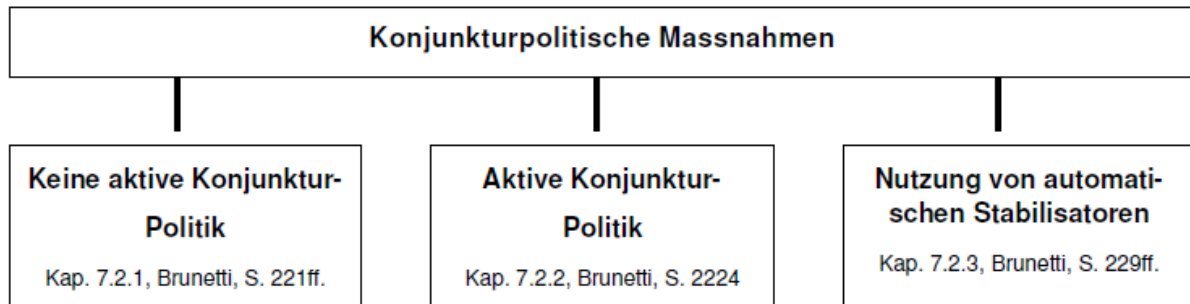 Konjunkturpolitische Massnahmen
Keine aktive Konjunktur-
Politik
Kap. 7.2.1, Brunetti, S. 221ff.
Aktive Konjunktur-
Politik
Kap. 7.2.2, Brunetti, S. 2224
Nutzung von automati-
schen Stabilisatoren
Kap. 7.2.3, Brunetti, S. 229ff.